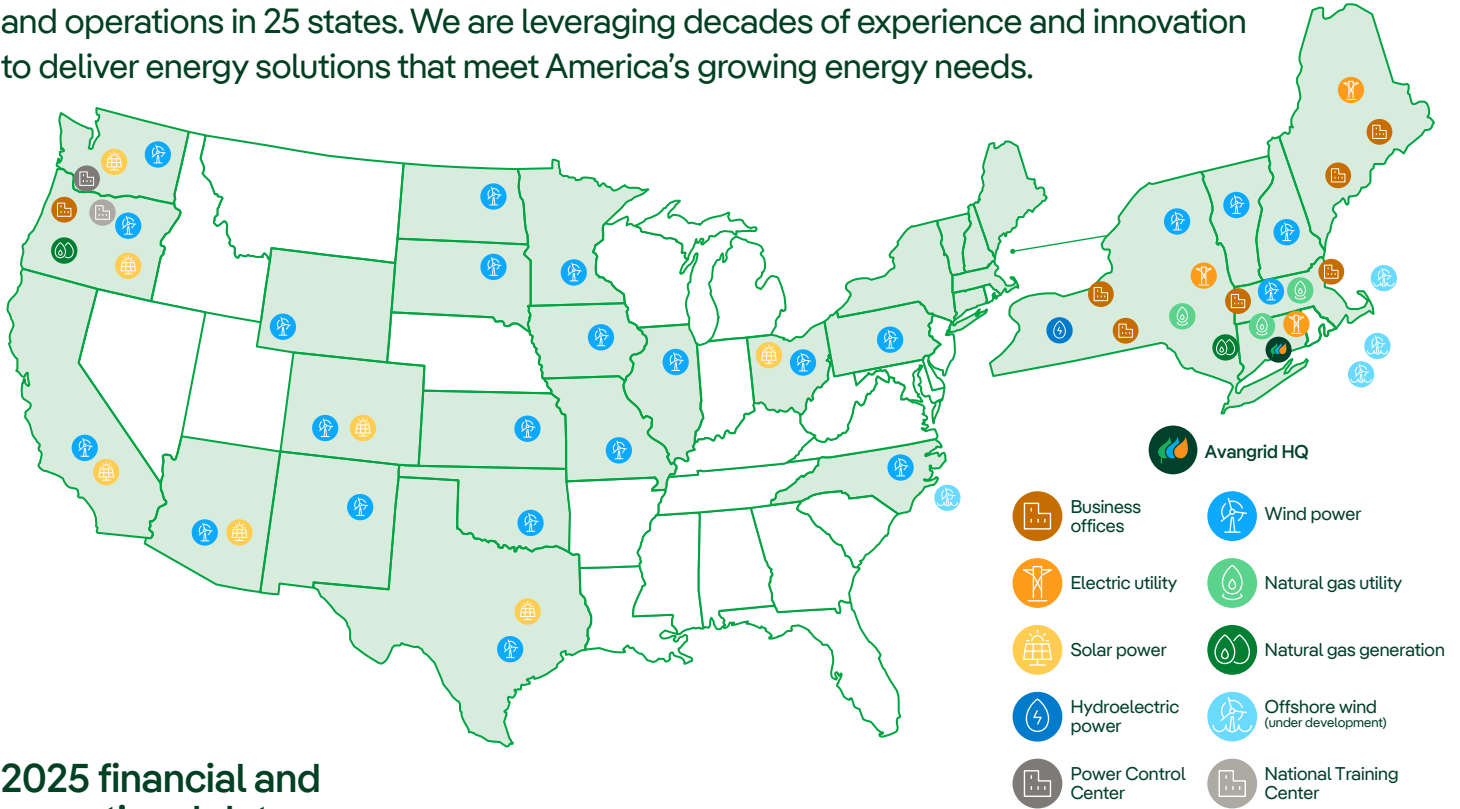 and operations in 25 states. We are leveraging decades of experience and innovation
to deliver energy solutions that meet America’s growing energy needs.
Avangrid HQ
Business
offices
Wind power
Electric utility
Natural gas utility
Solar power
Natural gas generation
Hydroelectric
power
Offshore wind
(under development)
Power Control
Center
National Training
Center
2025 financial and